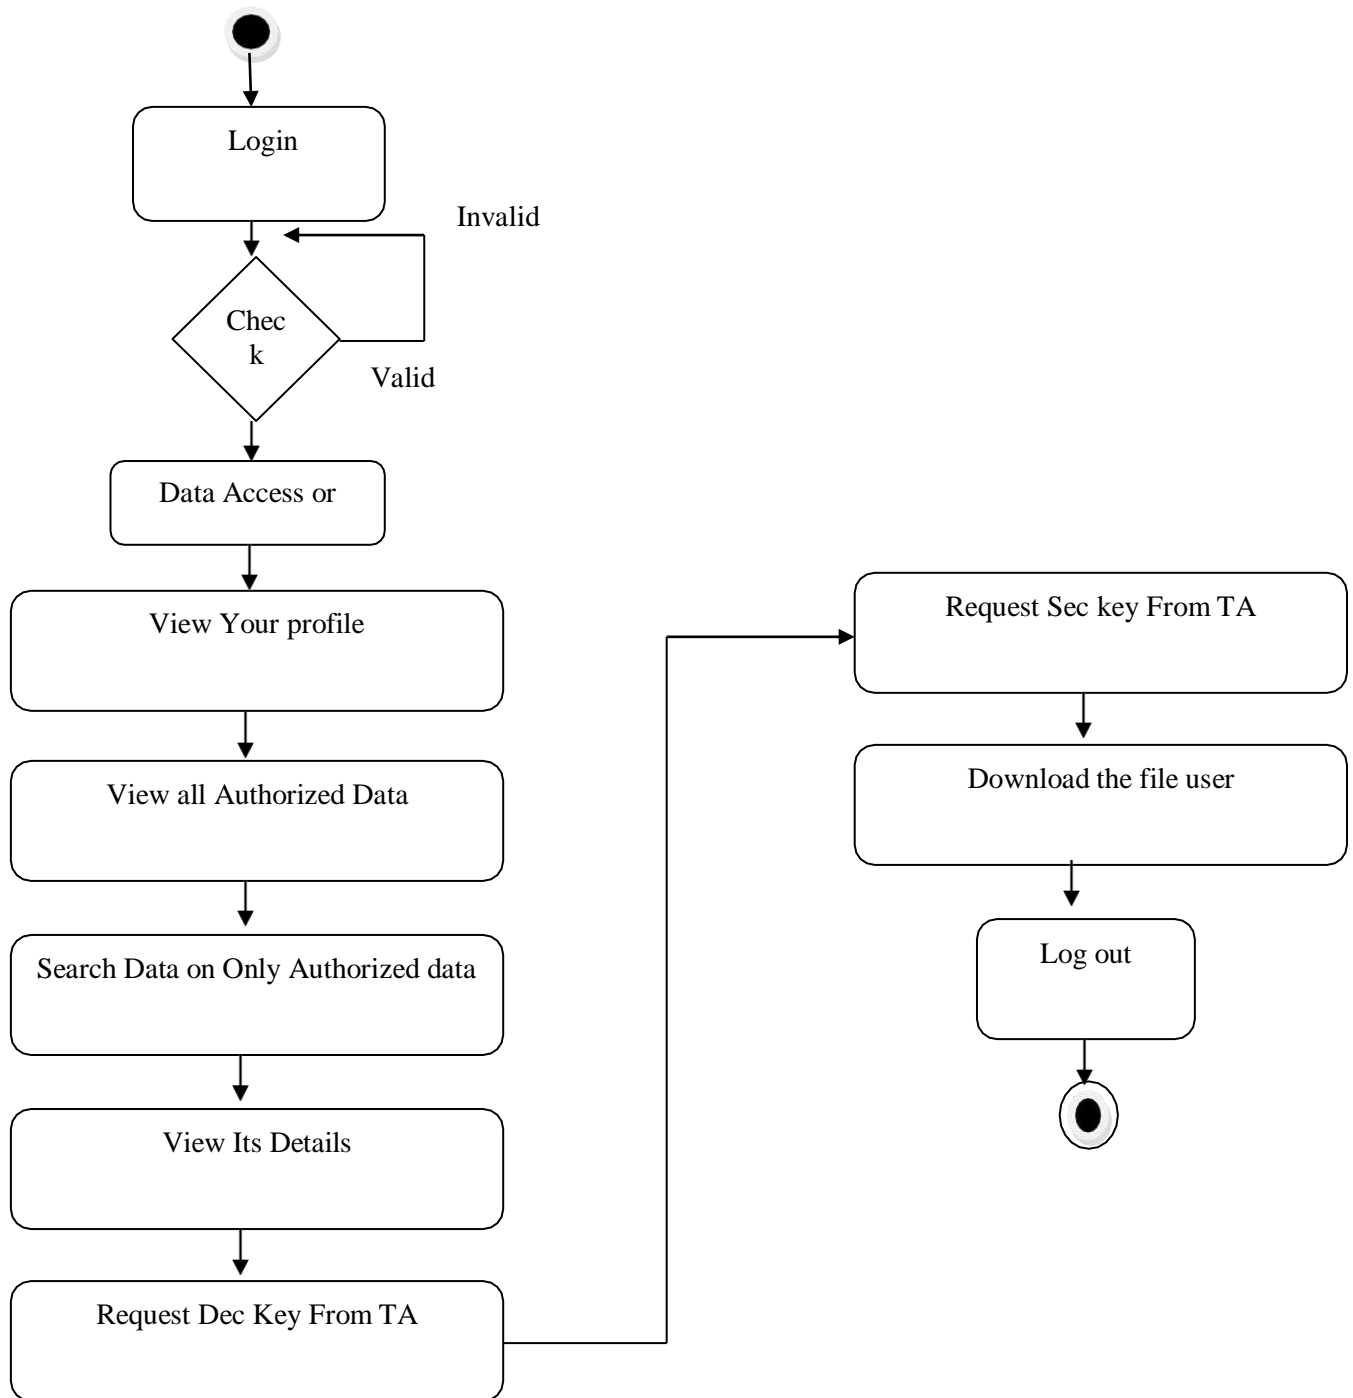 Login
Invalid
Chec
k
Valid
Data Access or
View Your profile
View all Authorized Data
Search Data on Only Authorized data
View Its Details
Request Dec Key From TA
Request Sec key From TA
Download the file user
Log out